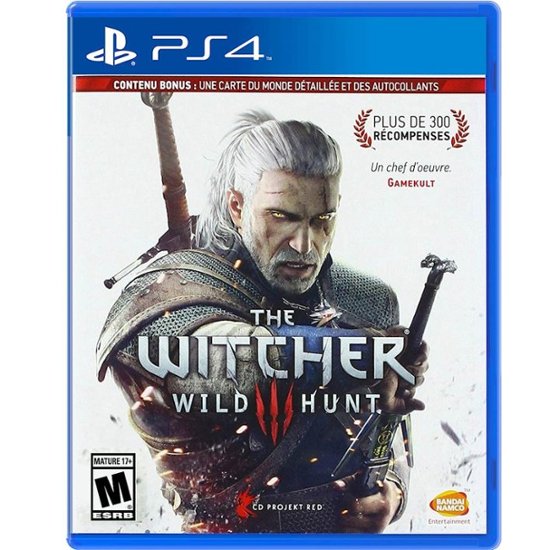 PS4
CONTENU BONUS : UNE CARTE DU MONDE DÉTAILLÉE ET DES AUTOCOLLANTS
PLUS DE 300
RÉCOMPENSES
Un chef d'oeuvre.
GAMEKULT
THE
WITCHER
WILD III HUNT
MATURE 17+
M
ESRB
CD PROJEKT RED
BANDAI
NAMCO
Entertainment